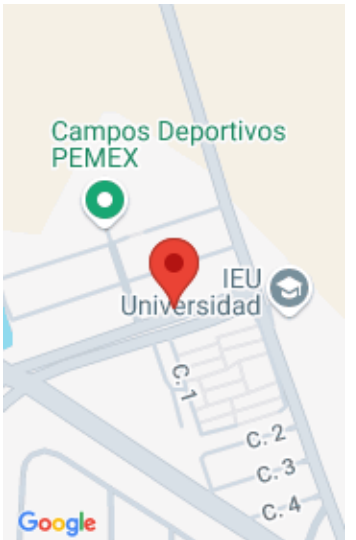 Campos Deportivos
PEMEX
IEU
Universidad
C. 1
C. 2
C. 3
C. 4
Google